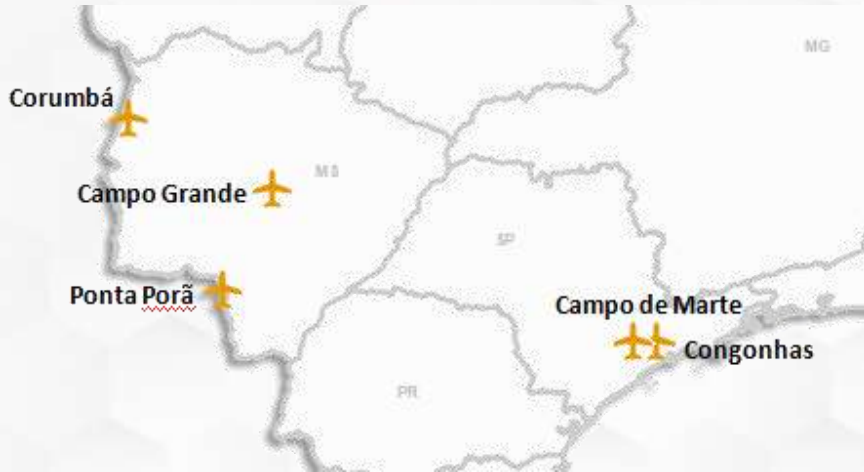 MG
Corumbá
MS
Campo Grande
SP
Ponta Porã
Campo de Marte
Congonhas
PR